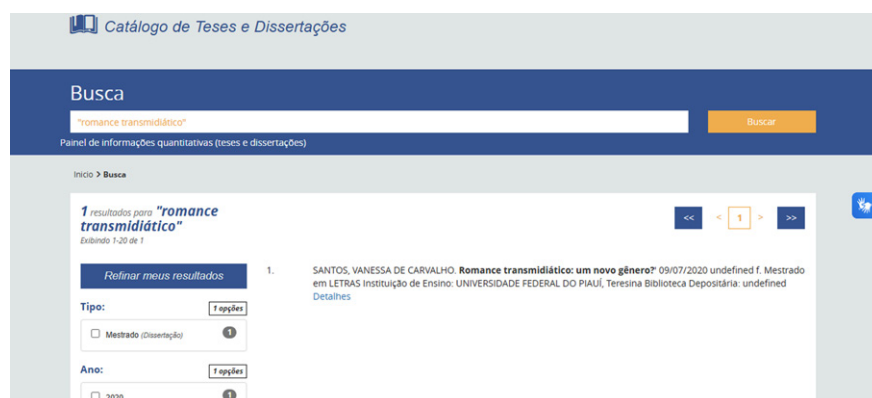 Catálogo de Teses e Dissertações
Busca
"romance transmidiático"
Buscar
Painel de informações quantitativas (teses e dissertações)
Início > Busca
1 resultados para "romance
transmidiático"
Exibindo 1-20 de 1
<< < 1 > >>
Refinar meus resultados
1. SANTOS, VANESSA DE CARVALHO. Romance transmidiático: um novo gênero?' 09/07/2020 undefined f. Mestrado
em LETRAS Instituição de Ensino: UNIVERSIDADE FEDERAL DO PIAUÍ, Teresina Biblioteca Depositária: undefined
Detalhes
Tipo: 1 opções
Mestrado (Dissertação) 1
Ano: 1 opções
2020 1